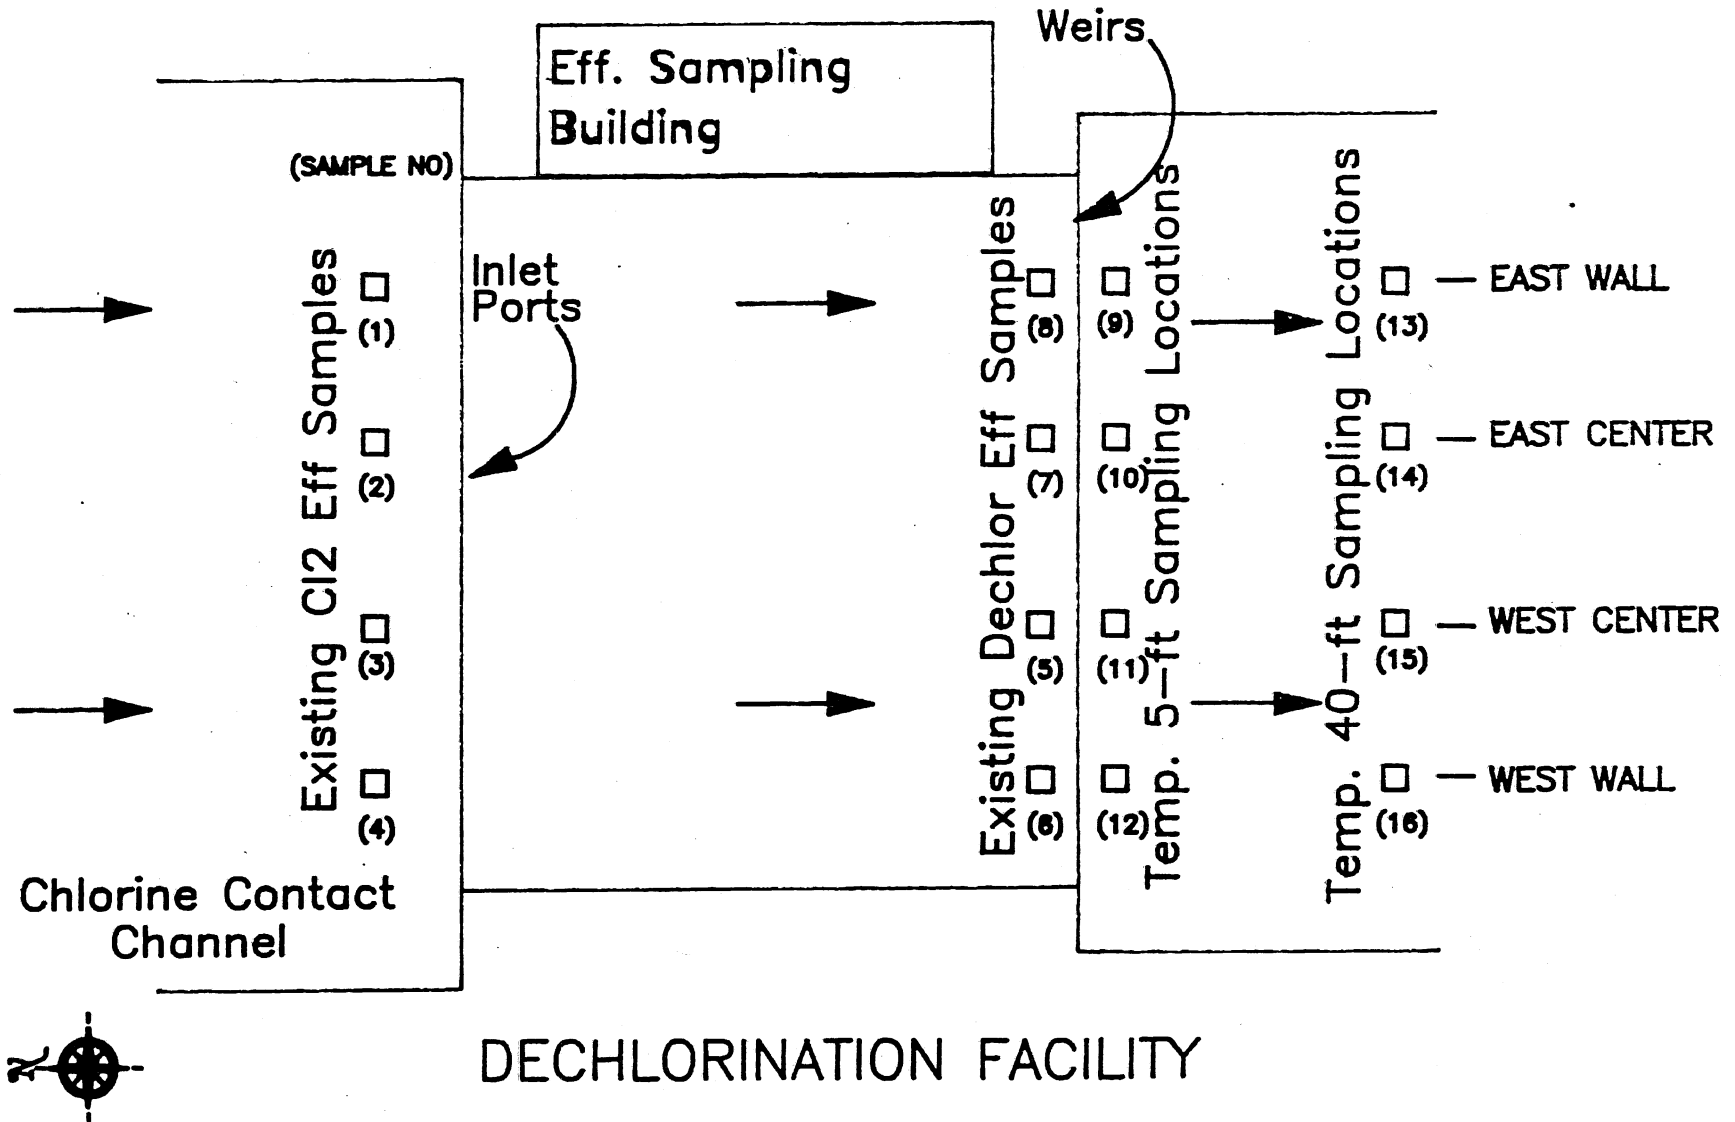 Weirs
Eff. Sampling
Building
(SAMPLE NO)
Inlet
Ports
Existing Cl2 Eff Samples
(1)
(2)
(3)
(4)
Existing Dechlor Eff Samples
(8)
(7)
(5)
(6)
(9)
(10)
(11)
(12)
Temp. 5-ft Sampling Locations
Temp. 40-ft Sampling Locations
(13)
(14)
(15)
(16)
EAST WALL
EAST CENTER
WEST CENTER
WEST WALL
Chlorine Contact
Channel
N
DECHLORINATION FACILITY